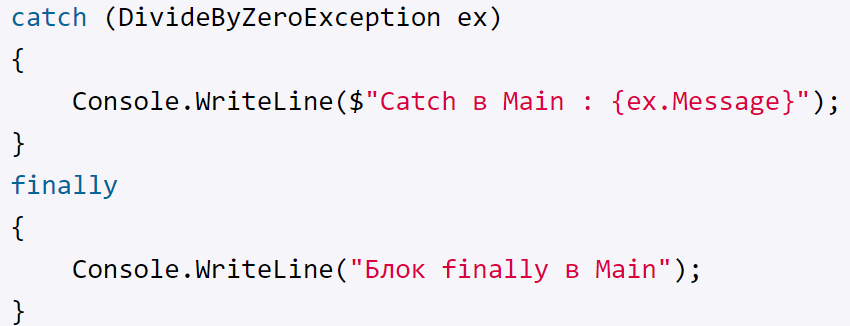 catch (DivideByZeroException ex)
{
    Console.WriteLine($"Catch в Main : {ex.Message}");
}
finally
{
    Console.WriteLine("Блок finally в Main");
}